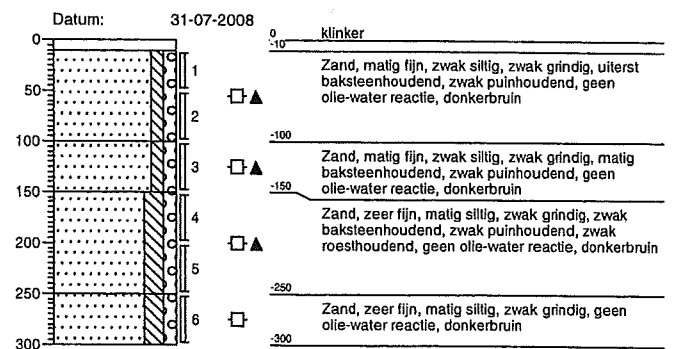 Datum: 31-07-2008
0
50
100
150
200
250
300
1
2
3
4
5
6
0 klinker
-10
Zand, matig fijn, zwak siltig, zwak grindig, uiterst
baksteenhoudend, zwak puinhoudend, geen
olie-water reactie, donkerbruin
-100
Zand, matig fijn, zwak siltig, zwak grindig, matig
baksteenhoudend, zwak puinhoudend, geen
olie-water reactie, donkerbruin
-150
Zand, zeer fijn, matig siltig, zwak grindig, zwak
baksteenhoudend, zwak puinhoudend, zwak
roesthoudend, geen olie-water reactie, donkerbruin
-250
Zand, zeer fijn, matig siltig, zwak grindig, geen
olie-water reactie, donkerbruin
-300